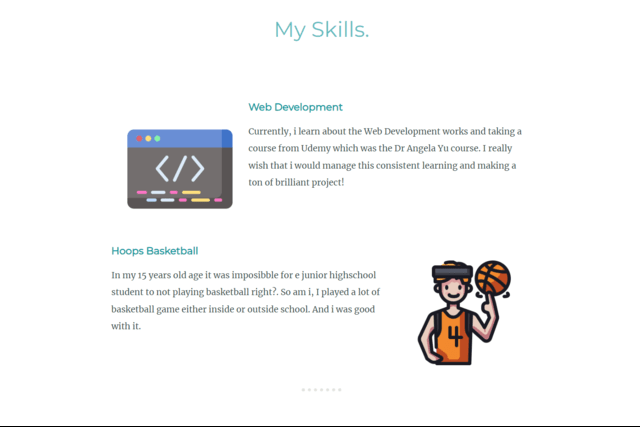 My Skills.
Web Development
Currently, i learn about the Web Development works and taking a
course from Udemy which was the Dr Angela Yu course. I really
wish that i would manage this consistent learning and making a
ton of brilliant project!
</>
Hoops Basketball
In my 15 years old age it was imposibble for e junior highschool
student to not playing basketball right?. So am i, I played a lot of
basketball game either inside or outside school. And i was good
with it.
4